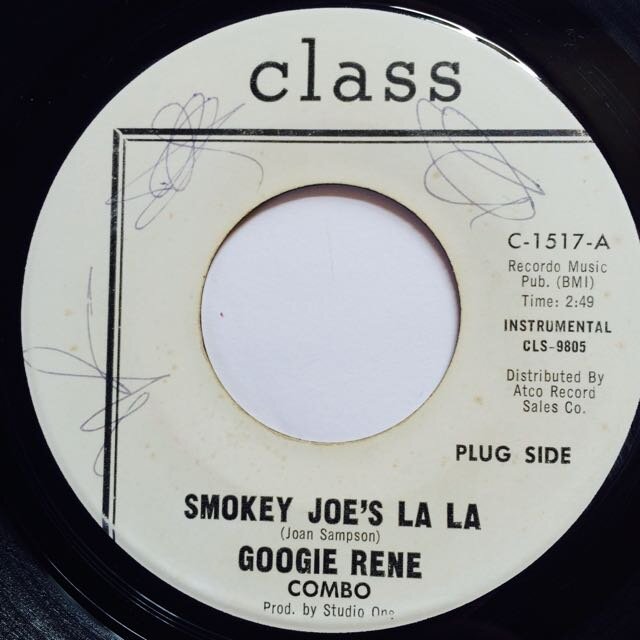 class
C-1517-A
Recordo Music
Pub. (BMI)
Time: 2:49
INSTRUMENTAL
CLS-9805
Distributed By
Atco Record
Sales Co.
PLUG SIDE
SMOKEY JOE'S LA LA
(Joan Sampson)
GOOGIE RENE
COMBO
Prod. by Studio One